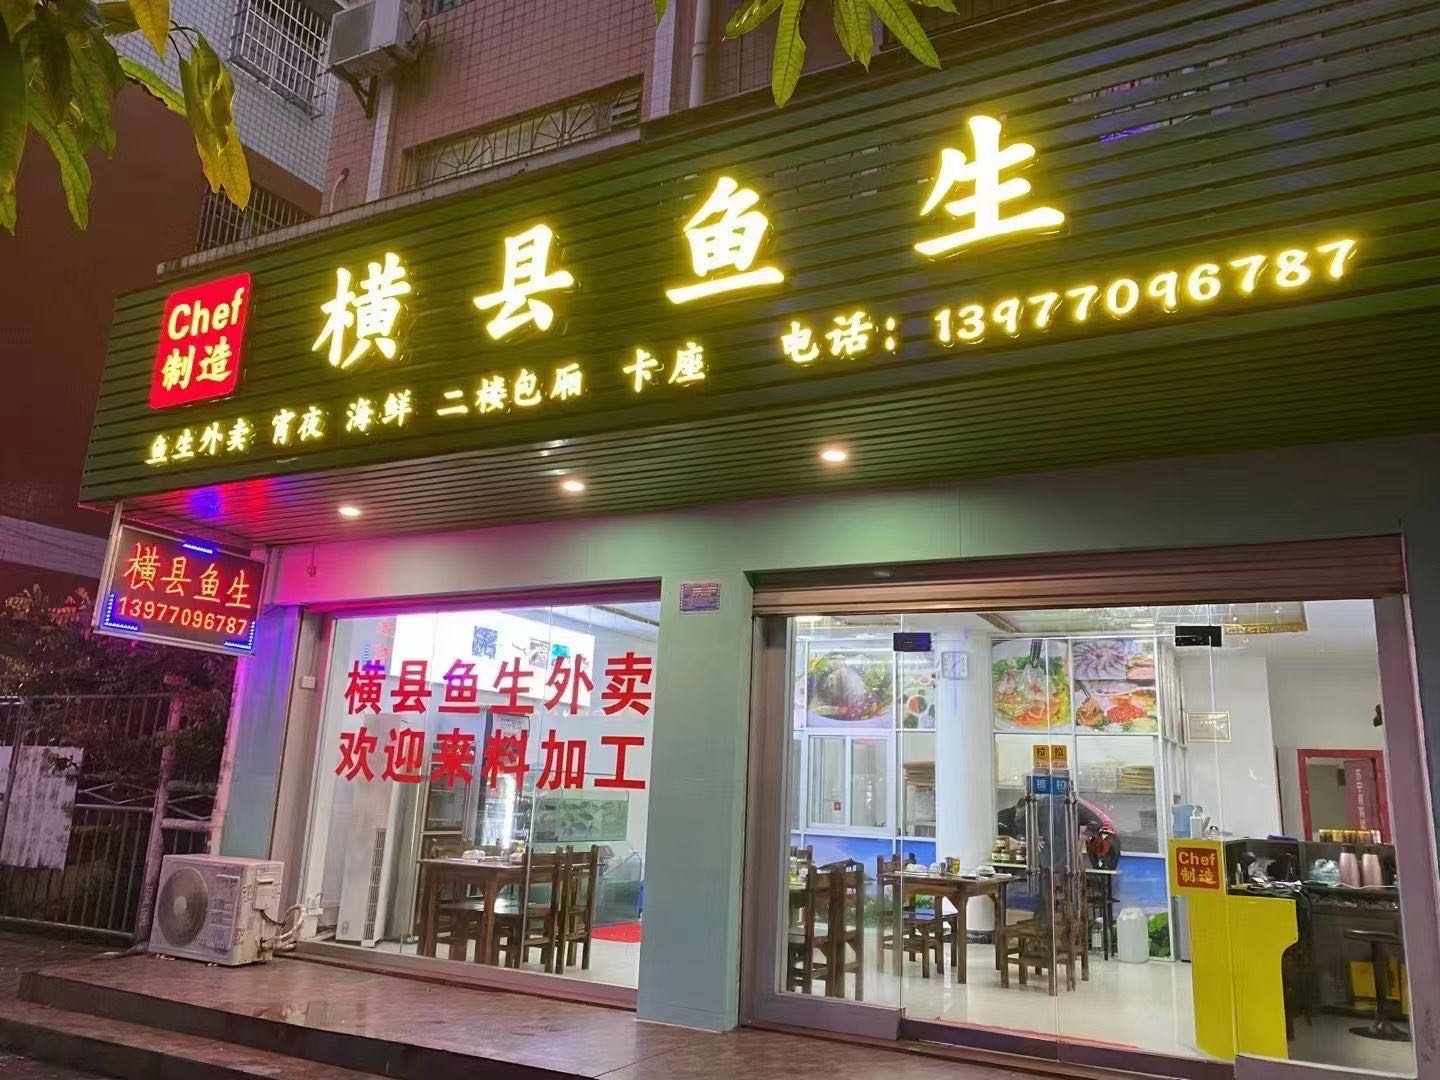 Chef
制造
横县鱼生
鱼生外卖 宵夜 海鲜 二楼包厢 卡座 电话：13977096787
横县鱼生
13977096787
横县鱼生外卖
欢迎来料加工
拉 拉
推 拉
Chef
制造